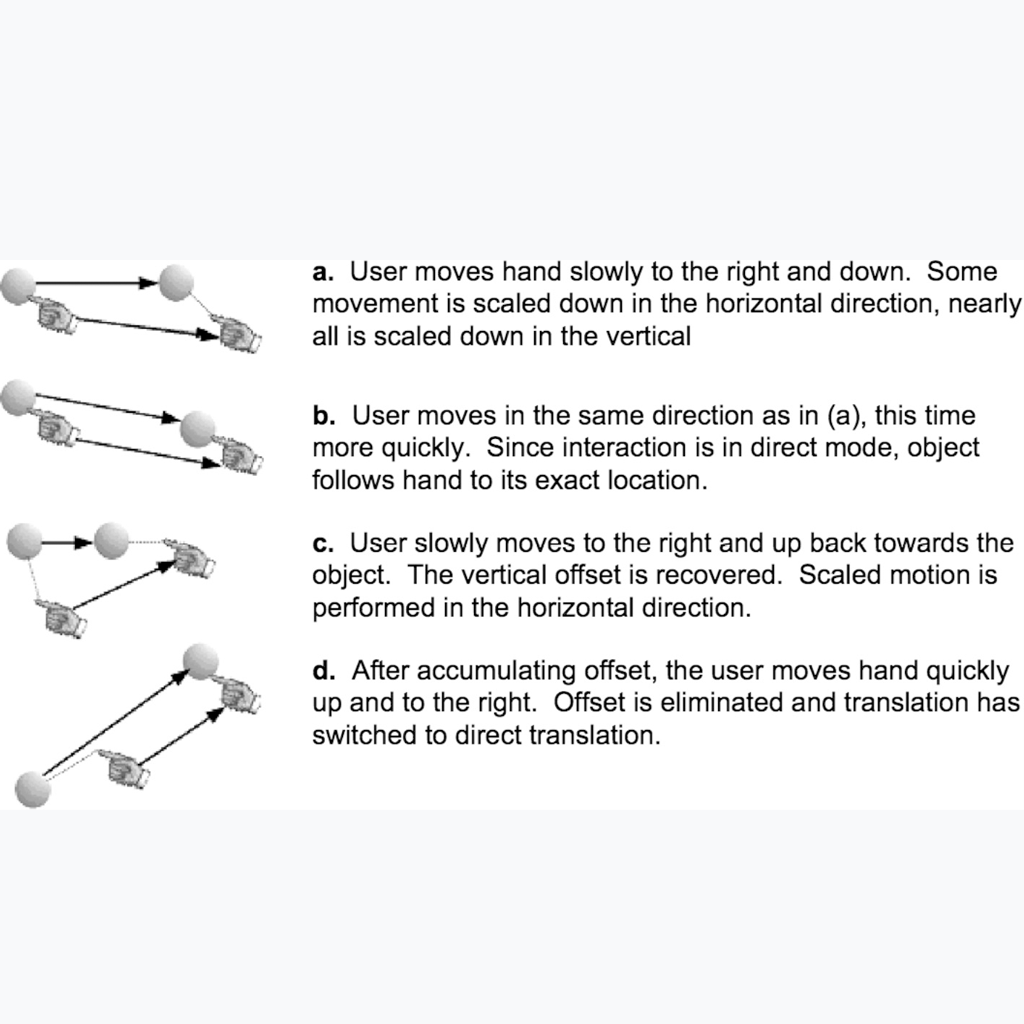 a. User moves hand slowly to the right and down. Some
movement is scaled down in the horizontal direction, nearly
all is scaled down in the vertical
b. User moves in the same direction as in (a), this time
more quickly. Since interaction is in direct mode, object
follows hand to its exact location.
c. User slowly moves to the right and up back towards the
object. The vertical offset is recovered. Scaled motion is
performed in the horizontal direction.
d. After accumulating offset, the user moves hand quickly
up and to the right. Offset is eliminated and translation has
switched to direct translation.